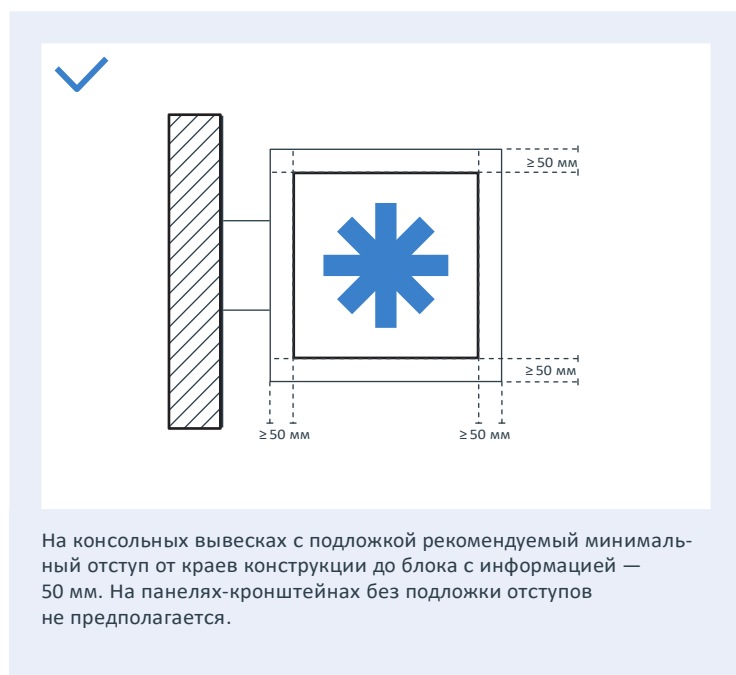 ≥ 50 мм
≥ 50 мм
≥ 50 мм
≥ 50 мм
На консольных вывесках с подложкой рекомендуемый минималь-
ный отступ от краев конструкции до блока с информацией —
50 мм. На панелях-кронштейнах без подложки отступов
не предполагается.